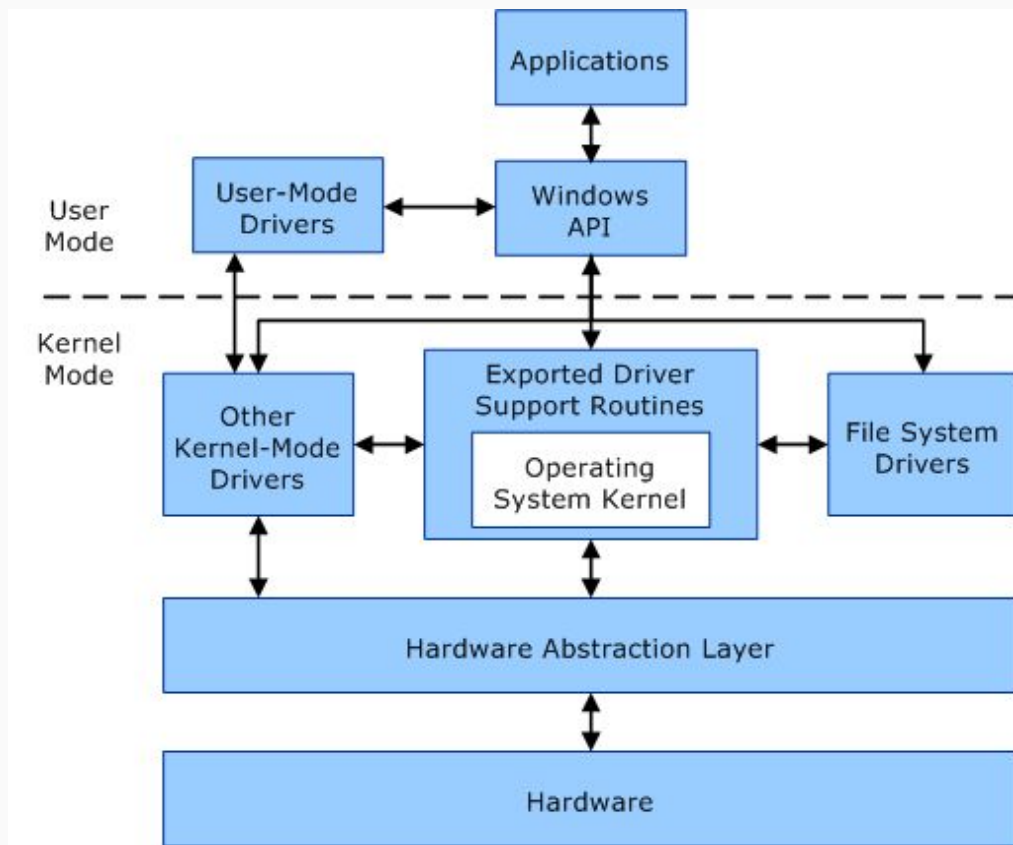 Applications
User-Mode
Drivers
Windows
API
User
Mode
Kernel
Mode
Other
Kernel-Mode
Drivers
Exported Driver
Support Routines
Operating
System Kernel
File System
Drivers
Hardware Abstraction Layer
Hardware